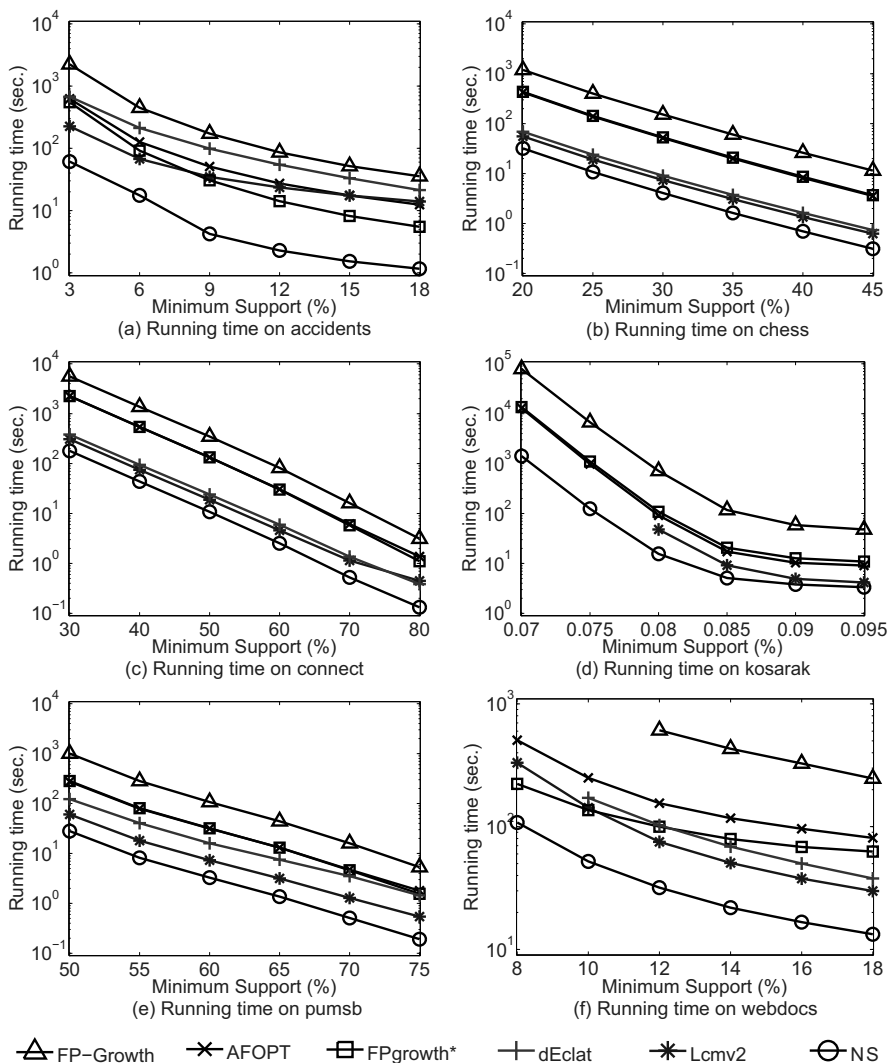 10^4
10^3
10^2
10^1
10^0
Running time (sec.)
3 6 9 12 15 18
Minimum Support (%)
(a) Running time on accidents
10^4
10^3
10^2
10^1
10^0
10^-1
Running time (sec.)
20 25 30 35 40 45
Minimum Support (%)
(b) Running time on chess
10^4
10^3
10^2
10^1
10^0
10^-1
Running time (sec.)
30 40 50 60 70 80
Minimum Support (%)
(c) Running time on connect
10^5
10^4
10^3
10^2
10^1
10^0
Running time (sec.)
0.07 0.075 0.08 0.085 0.09 0.095
Minimum Support (%)
(d) Running time on kosarak
10^4
10^3
10^2
10^1
10^0
10^-1
Running time (sec.)
50 55 60 65 70 75
Minimum Support (%)
(e) Running time on pumsb
10^3
10^2
10^1
Running time (sec.)
8 10 12 14 16 18
Minimum Support (%)
(f) Running time on webdocs
FP-Growth AFOPT FPgrowth* dEclat Lcmv2 NS